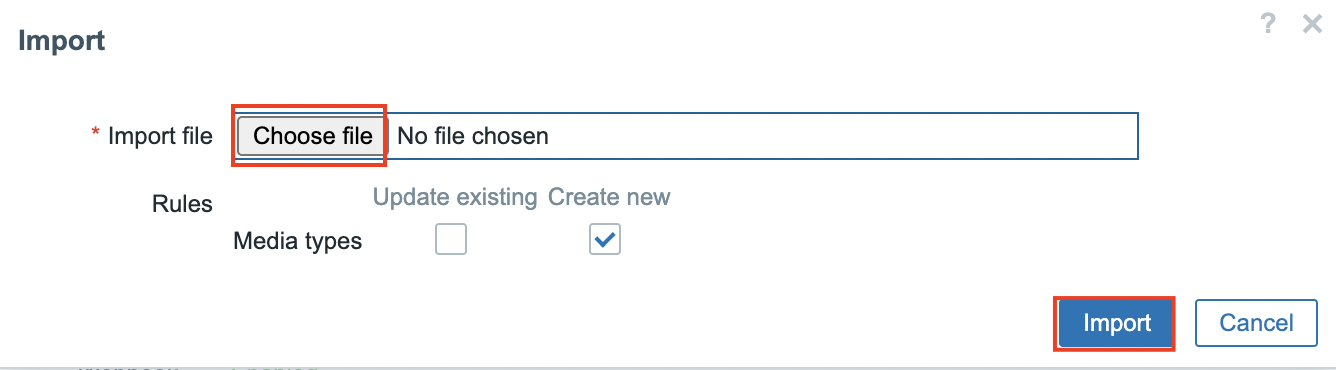 Import
?
* Import file Choose file No file chosen
Rules Update existing Create new
Media types
Import Cancel